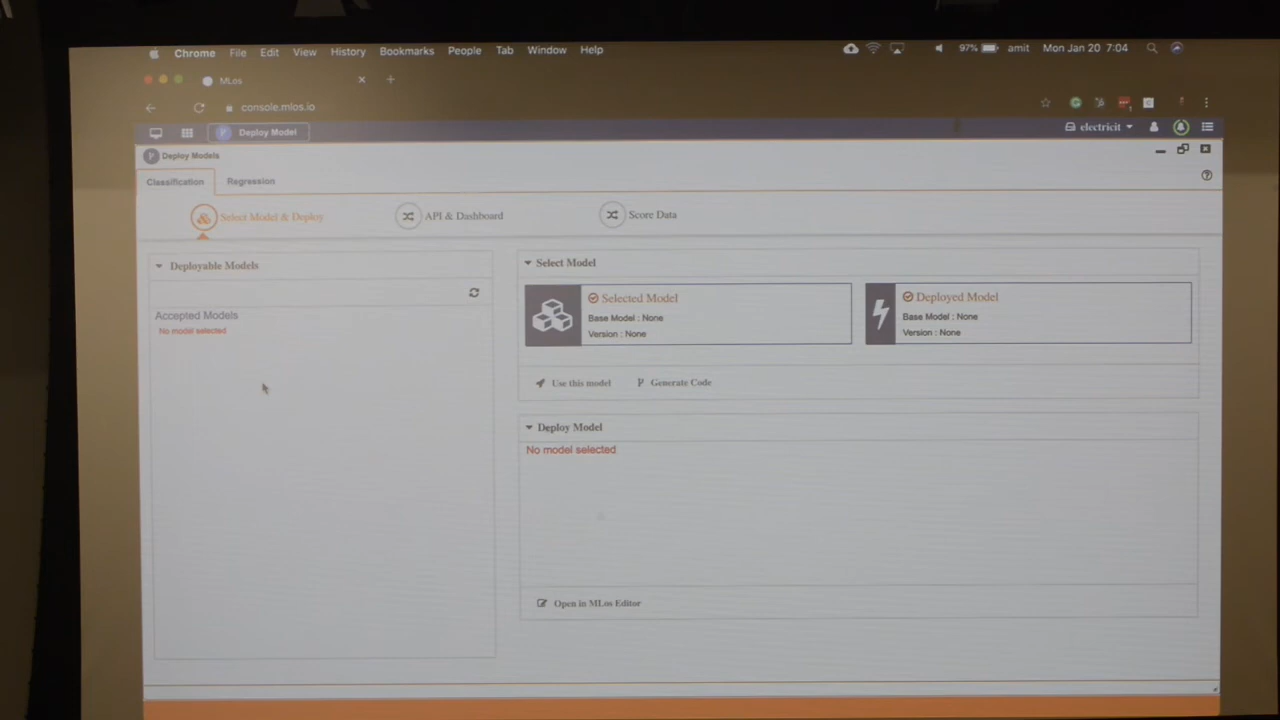 Chrome File Edit View History Bookmarks People Tab Window Help 97% amit Mon Jan 20 7:04
MLos
console.mlos.io
Deploy Model electricit
Deploy Models
Classification Regression
Select Model & Deploy API & Dashboard Score Data
Deployable Models
Accepted Models
No model selected
Select Model
Selected Model
Base Model : None
Version : None
Deployed Model
Base Model : None
Version : None
Use this model Generate Code
Deploy Model
No model selected
Open in MLos Editor